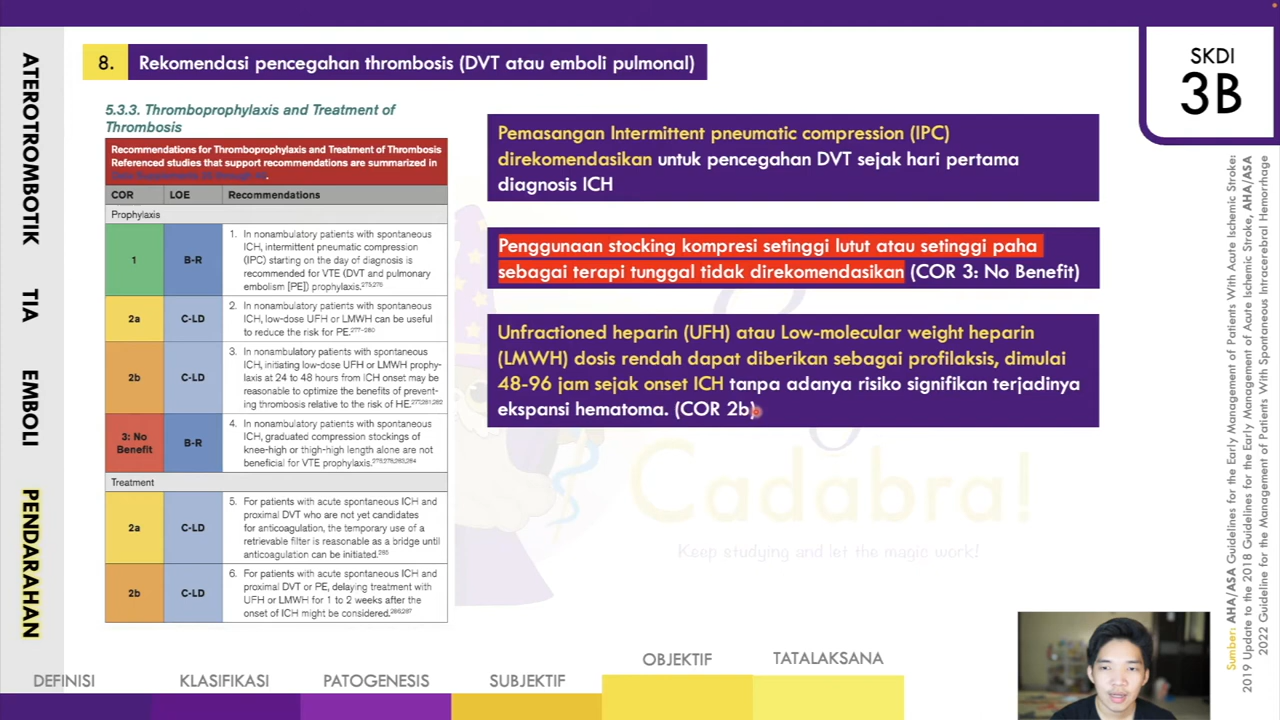 8. Rekomendasi pencegahan thrombosis (DVT atau emboli pulmonal)
SKDI
3B
ATEROTROMBOTIK
TIA
EMBOLI
PENDARAHAN
5.3.3. Thromboprophylaxis and Treatment of
Thrombosis
Recommendations for Thromboprophylaxis and Treatment of Thrombosis
Referenced studies that support recommendations are summarized in
COR LOE Recommendations
Prophylaxis
1 B-R 1. In nonambulatory patients with spontaneous
ICH, intermittent pneumatic compression
(IPC) starting on the day of diagnosis is
recommended for VTE (DVT and pulmonary
embolism [PE]) prophylaxis.
2a C-LD 2. In nonambulatory patients with spontaneous
ICH, low-dose UFH or LMWH can be useful
to reduce the risk for PE.
2b C-LD 3. In nonambulatory patients with spontaneous
ICH, initiating low-dose UFH or LMWH prophy-
laxis at 24 to 48 hours from ICH onset may be
reasonable to optimize the benefits of prevent-
ing thrombosis relative to the risk of HE.
3: No
Benefit B-R 4. In nonambulatory patients with spontaneous
ICH, graduated compression stockings of
knee-high or thigh-high length alone are not
beneficial for VTE prophylaxis.
Treatment
2a C-LD 5. For patients with acute spontaneous ICH and
proximal DVT who are not yet candidates
for anticoagulation, the temporary use of a
retrievable filter is reasonable as a bridge until
anticoagulation can be initiated.
2b C-LD 6. For patients with acute spontaneous ICH and
proximal DVT or PE, delaying treatment with
UFH or LMWH for 1 to 2 weeks after the
onset of ICH might be considered.
Pemasangan Intermittent pneumatic compression (IPC)
direkomendasikan untuk pencegahan DVT sejak hari pertama
diagnosis ICH
Penggunaan stocking kompresi setinggi lutut atau setinggi paha
sebagai terapi tunggal tidak direkomendasikan (COR 3: No Benefit)
Unfractioned heparin (UFH) atau Low-molecular weight heparin
(LMWH) dosis rendah dapat diberikan sebagai profilaksis, dimulai
48-96 jam sejak onset ICH tanpa adanya risiko signifikan terjadinya
ekspansi hematoma. (COR 2b)
Cadabra!
Keep studying and let the magic work!
Sumber: AHA/ASA Guidelines for the Early Management of Patients With Acute Ischemic Stroke:
2019 Update to the 2018 Guidelines for the Early Management of Acute Ischemic Stroke, AHA/ASA
2022 Guideline for the Management of Patients With Spontaneous Intracerebral Hemorrhage
DEFINISI
KLASIFIKASI
PATOGENESIS
SUBJEKTIF
OBJEKTIF
TATALAKSANA